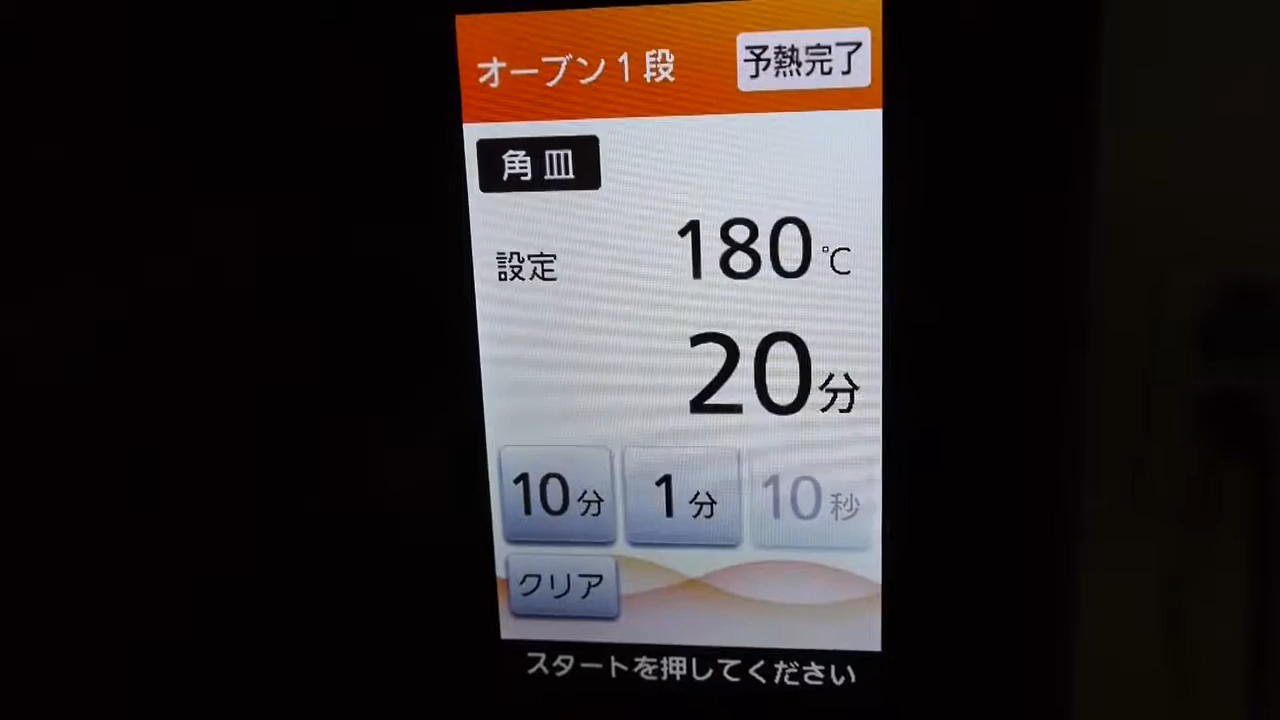 オーブン1段 予熱完了
角皿
設定 180℃
20分
10分 1分 10秒
クリア
スタートを押してください